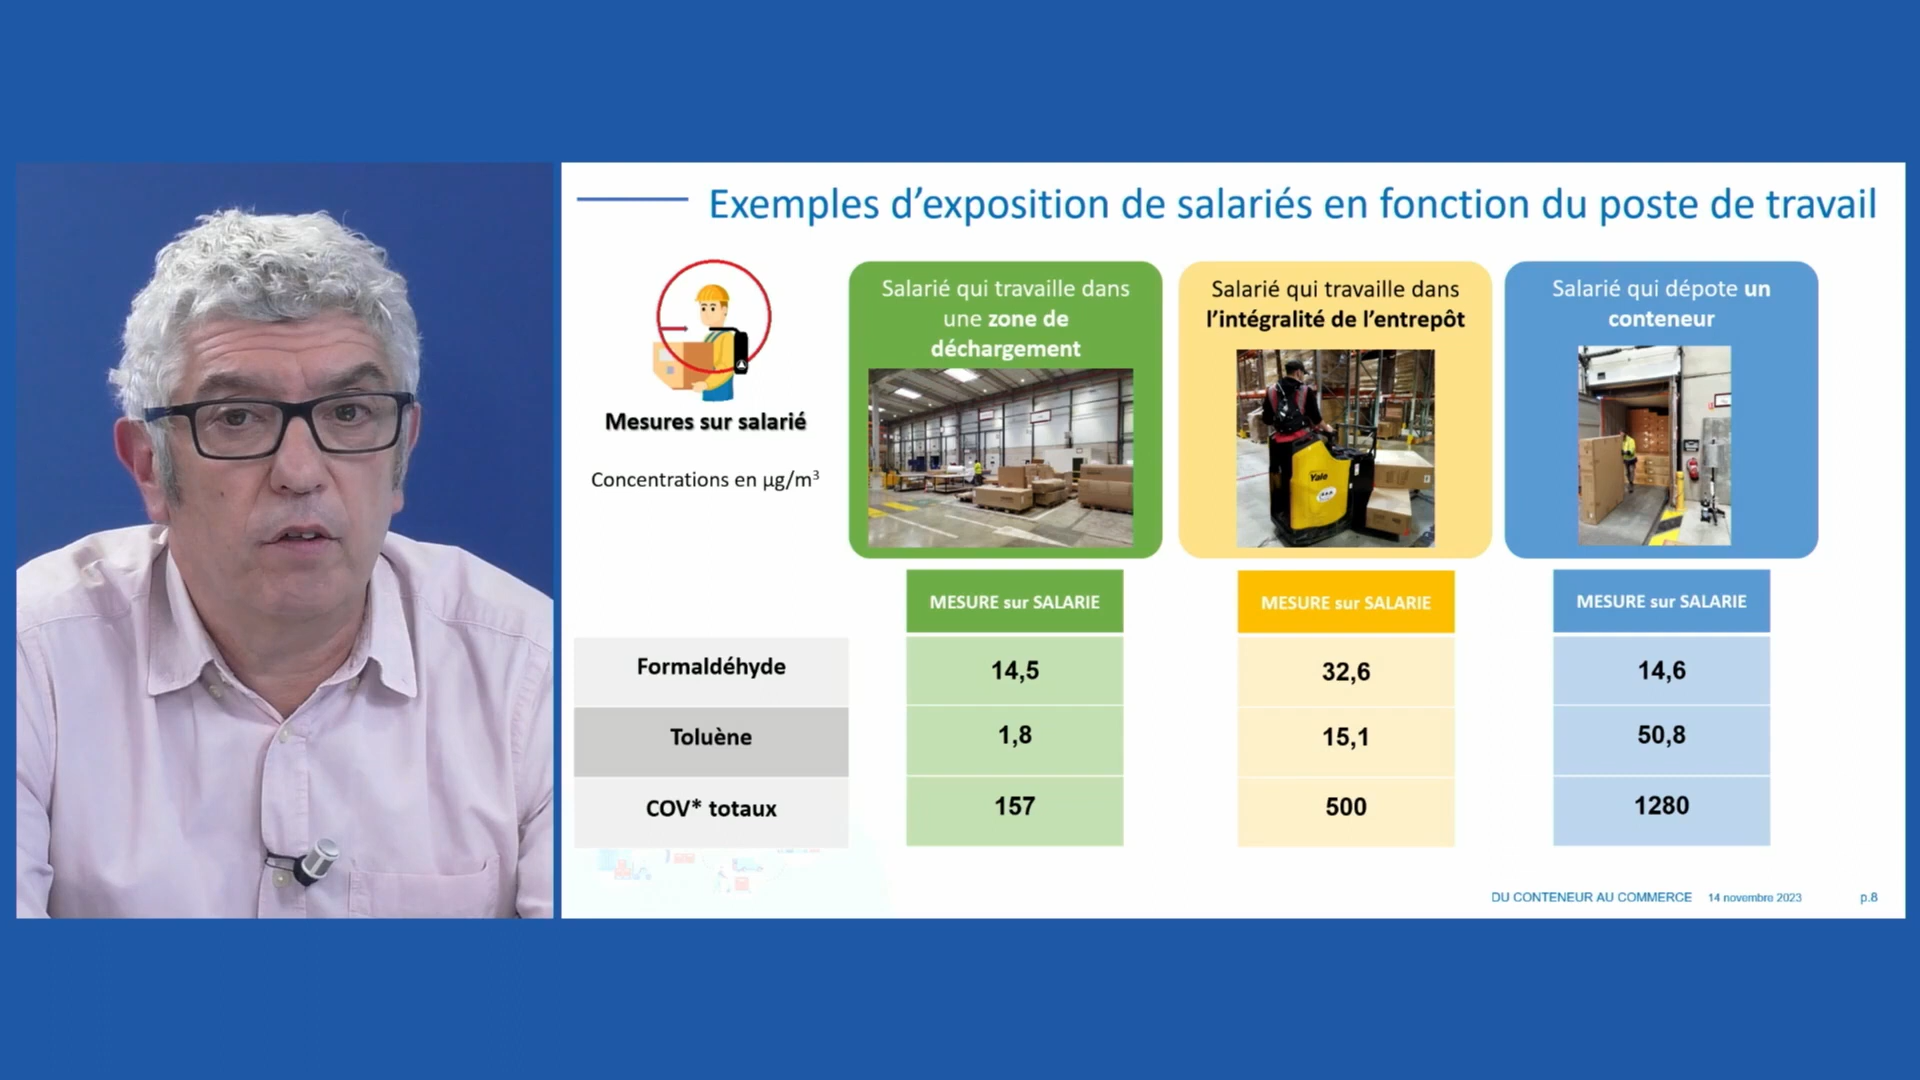 Exemples d’exposition de salariés en fonction du poste de travail
Mesures sur salarié
Concentrations en µg/m³
Salarié qui travaille dans
une zone de
déchargement
Salarié qui travaille dans
l’intégralité de l’entrepôt
Yale
Salarié qui dépote un
conteneur
MESURE sur SALARIE
MESURE sur SALARIE
MESURE sur SALARIE
Formaldéhyde
14,5
32,6
14,6
Toluène
1,8
15,1
50,8
COV* totaux
157
500
1280
DU CONTENEUR AU COMMERCE
14 novembre 2023
p.8